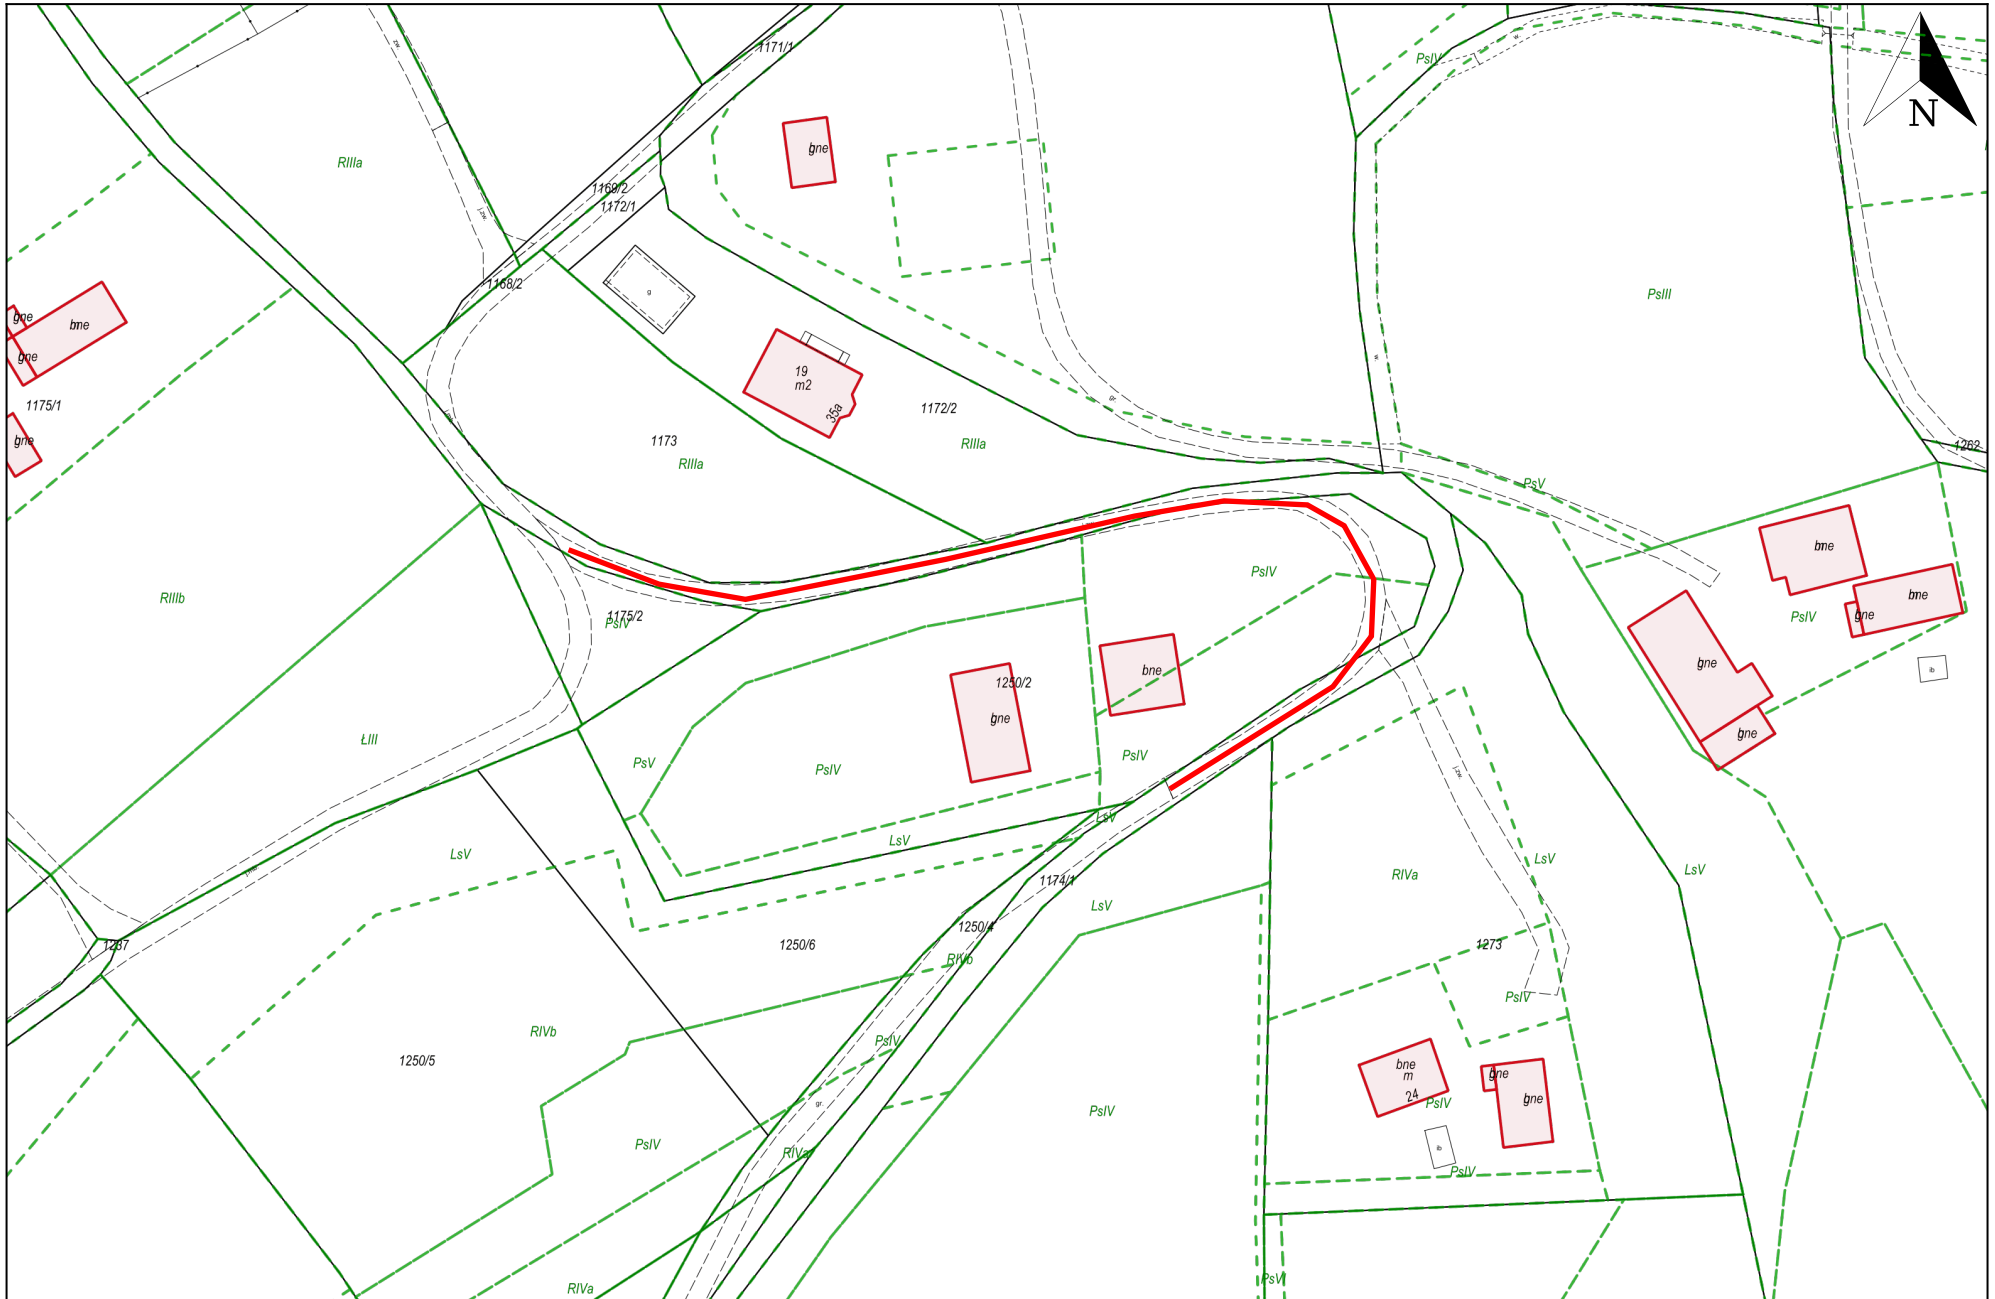 1171/1
PsIV
N
RIIIa
gne
1169/2
1172/1
1168/2
PsIII
gne
gne
1175/1
gne
19
m2
35a
1172/2
RIIIa
1173
RIIIa
1262
PsV
RIIIb
1175/2
PsIV
PsIV
PsIV
gne
gne
bne
1250/2
gne
gne
ŁIII
PsV
PsIV
PsIV
LsV
LsV
LsV
LsV
LsV
RIVa
1174/1
LsV
1250/4
RIVb
1250/6
1237
1273
PsIV
RIVb
1250/5
PsIV
PsIV
PsIV
RIVa
bne
m
24
PsIV
gne
gne
PsIV
RIVa
PsV